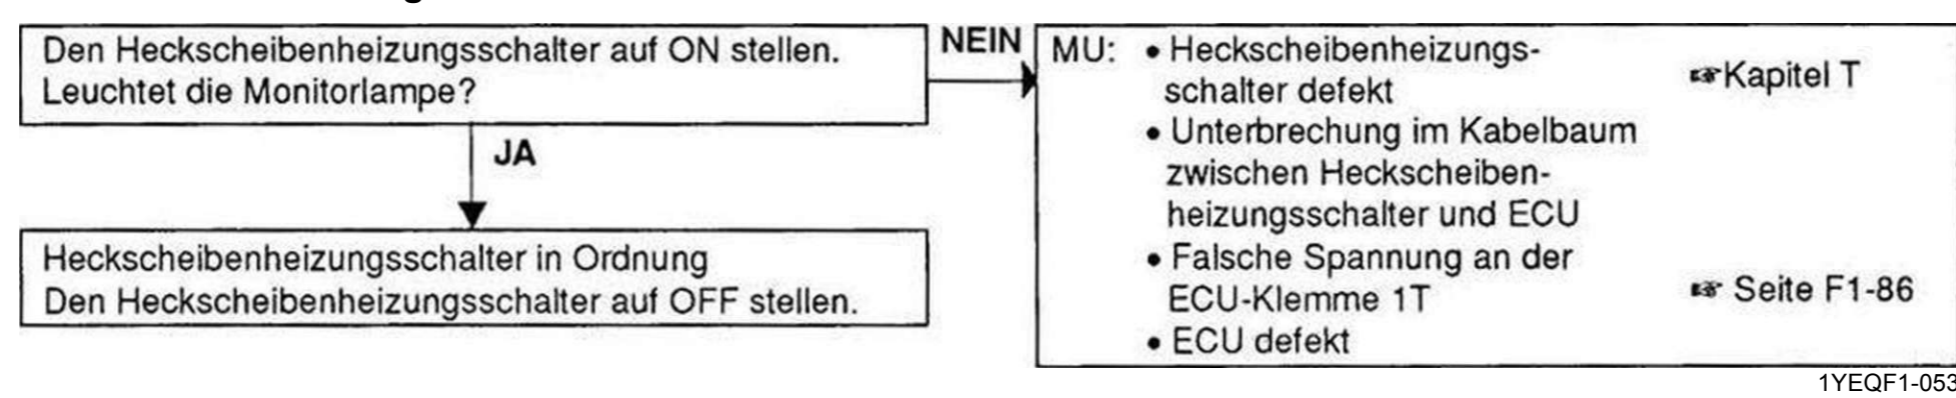 Den Heckscheibenheizungsschalter auf ON stellen.
Leuchtet die Monitorlampe?
NEIN
MU: • Heckscheibenheizungs-
schalter defekt
☞Kapitel T
• Unterbrechung im Kabelbaum
zwischen Heckscheiben-
heizungsschalter und ECU
• Falsche Spannung an der
ECU-Klemme 1T
☞ Seite F1-86
• ECU defekt
JA
Heckscheibenheizungsschalter in Ordnung
Den Heckscheibenheizungsschalter auf OFF stellen.
1YEQF1-053